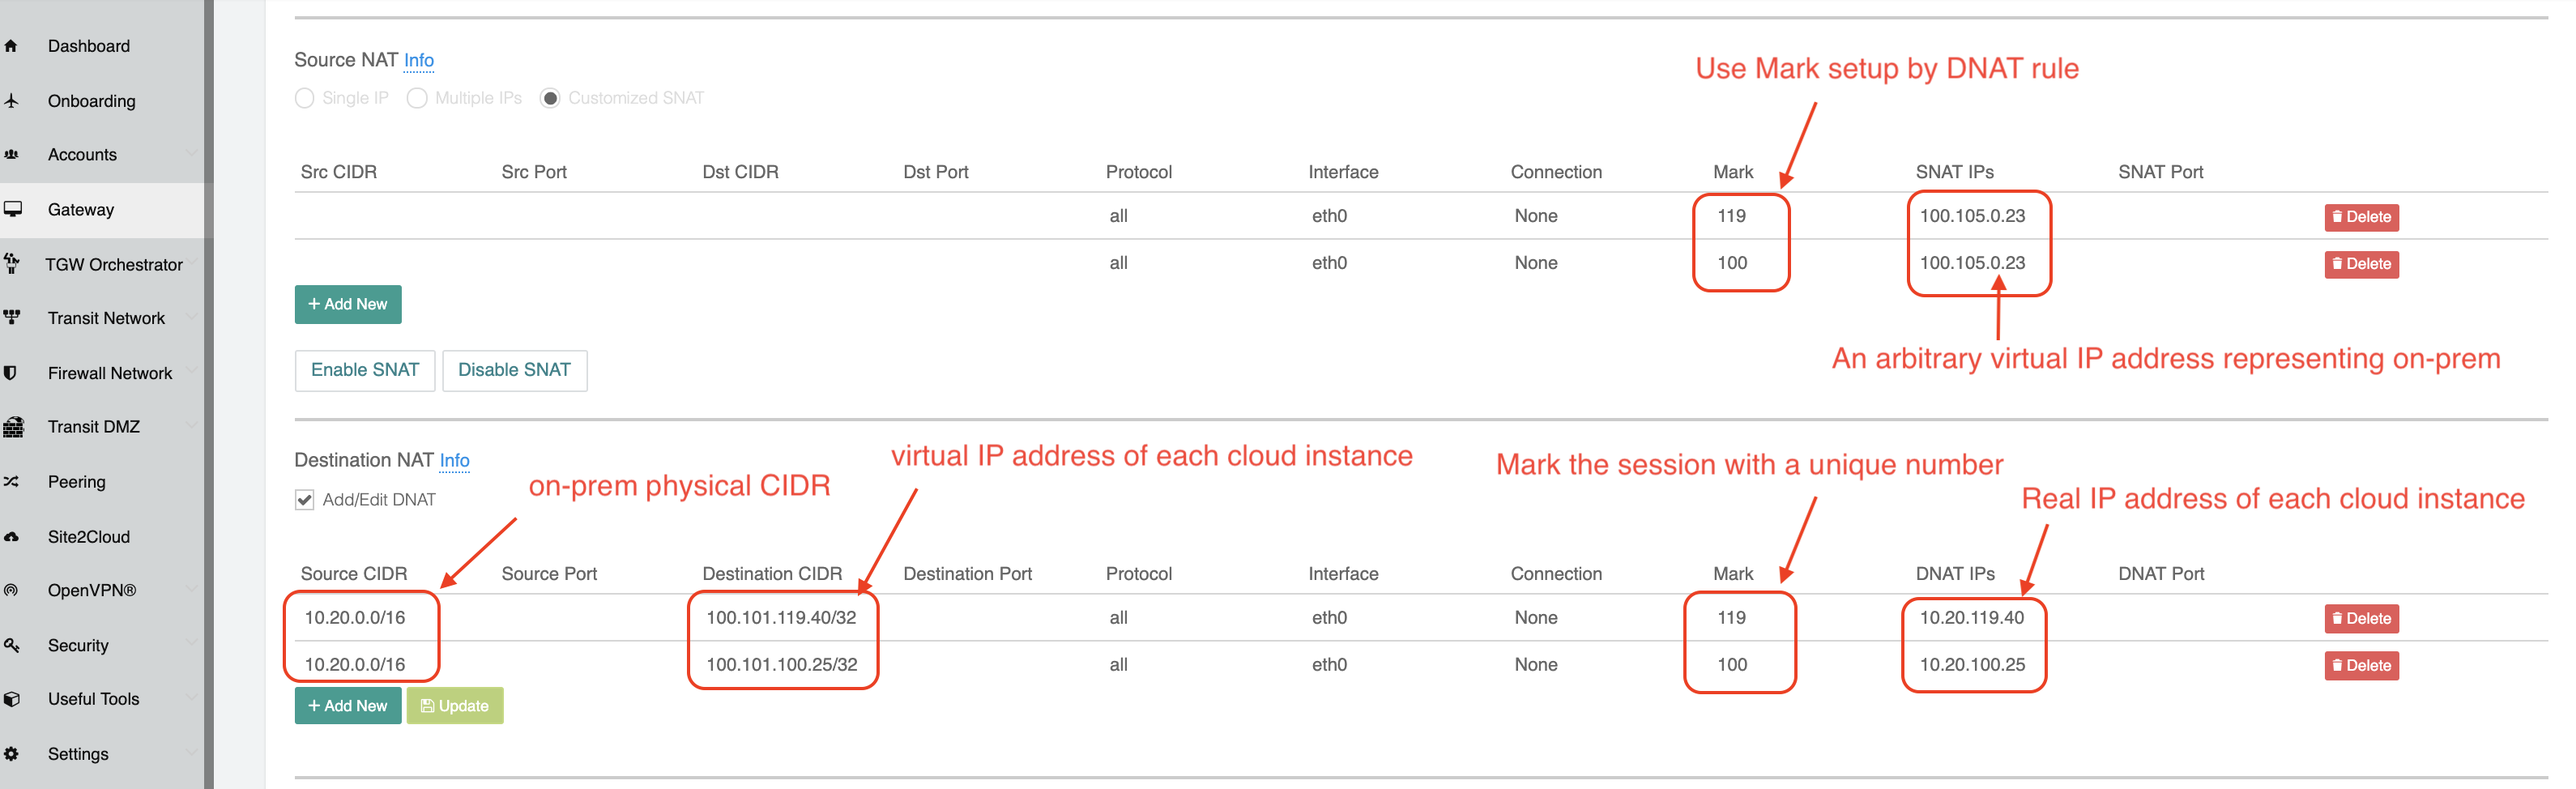 Dashboard
Onboarding
Accounts
Gateway
TGW Orchestrator
Transit Network
Firewall Network
Transit DMZ
Peering
Site2Cloud
OpenVPN®
Security
Useful Tools
Settings
Source NAT Info
Single IP Multiple IPs Customized SNAT
Use Mark setup by DNAT rule
Src CIDR Src Port Dst CIDR Dst Port Protocol Interface Connection Mark SNAT IPs SNAT Port
all eth0 None 119 100.105.0.23 Delete
all eth0 None 100 100.105.0.23 Delete
+ Add New
An arbitrary virtual IP address representing on-prem
Enable SNAT Disable SNAT
Destination NAT Info
Add/Edit DNAT
on-prem physical CIDR
virtual IP address of each cloud instance
Mark the session with a unique number
Real IP address of each cloud instance
Source CIDR Source Port Destination CIDR Destination Port Protocol Interface Connection Mark DNAT IPs DNAT Port
10.20.0.0/16 100.101.119.40/32 all eth0 None 119 10.20.119.40 Delete
10.20.0.0/16 100.101.100.25/32 all eth0 None 100 10.20.100.25 Delete
+ Add New Update